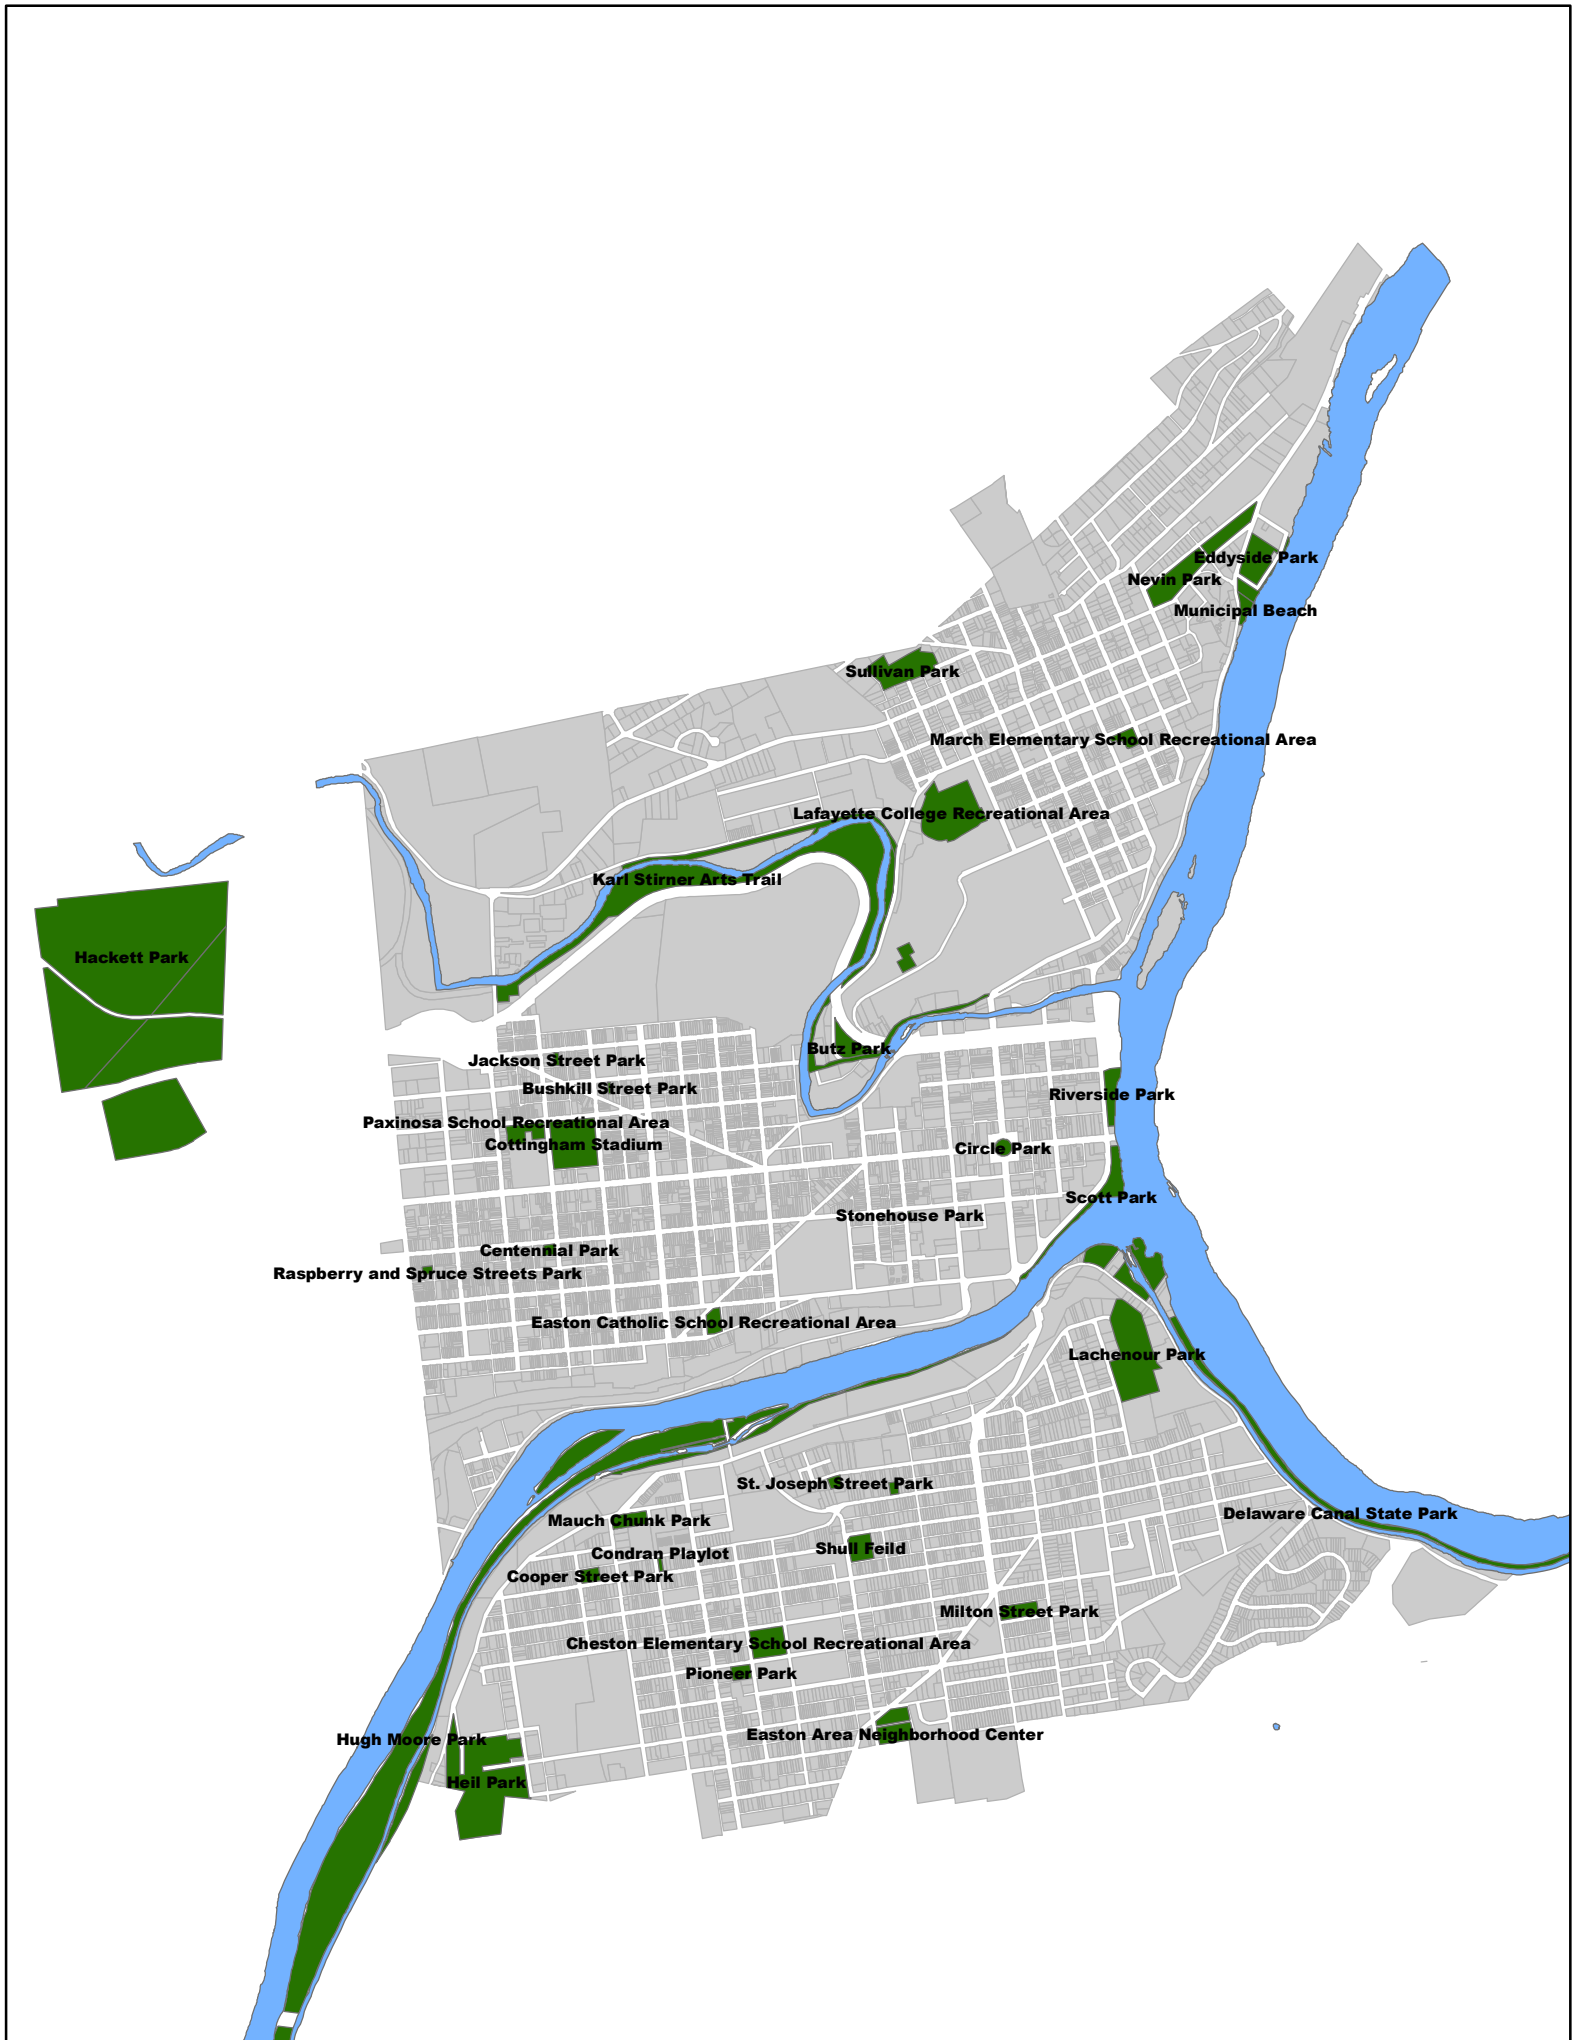 Eddyside Park
Nevin Park
Municipal Beach
Sullivan Park
March Elementary School Recreational Area
Lafayette College Recreational Area
Karl Stirner Arts Trail
Hackett Park
Butz Park
Jackson Street Park
Bushkill Street Park
Riverside Park
Paxinosa School Recreational Area
Cottingham Stadium
Circle Park
Scott Park
Stonehouse Park
Centennial Park
Raspberry and Spruce Streets Park
Easton Catholic School Recreational Area
Lachenour Park
St. Joseph Street Park
Delaware Canal State Park
Mauch Chunk Park
Shull Feild
Condran Playlot
Cooper Street Park
Milton Street Park
Cheston Elementary School Recreational Area
Pioneer Park
Easton Area Neighborhood Center
Hugh Moore Park
Heil Park